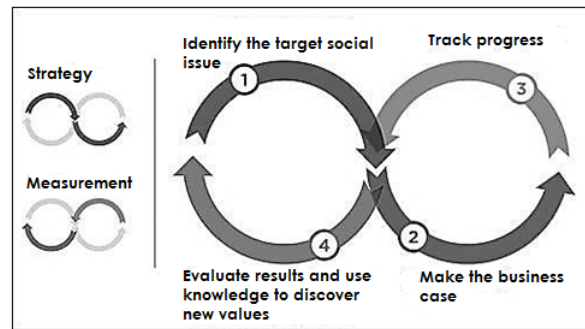 Strategy
Measurement
Identify the target social
issue
1
Track progress
3
4
Evaluate results and use
knowledge to discover
new values
2
Make the business
case